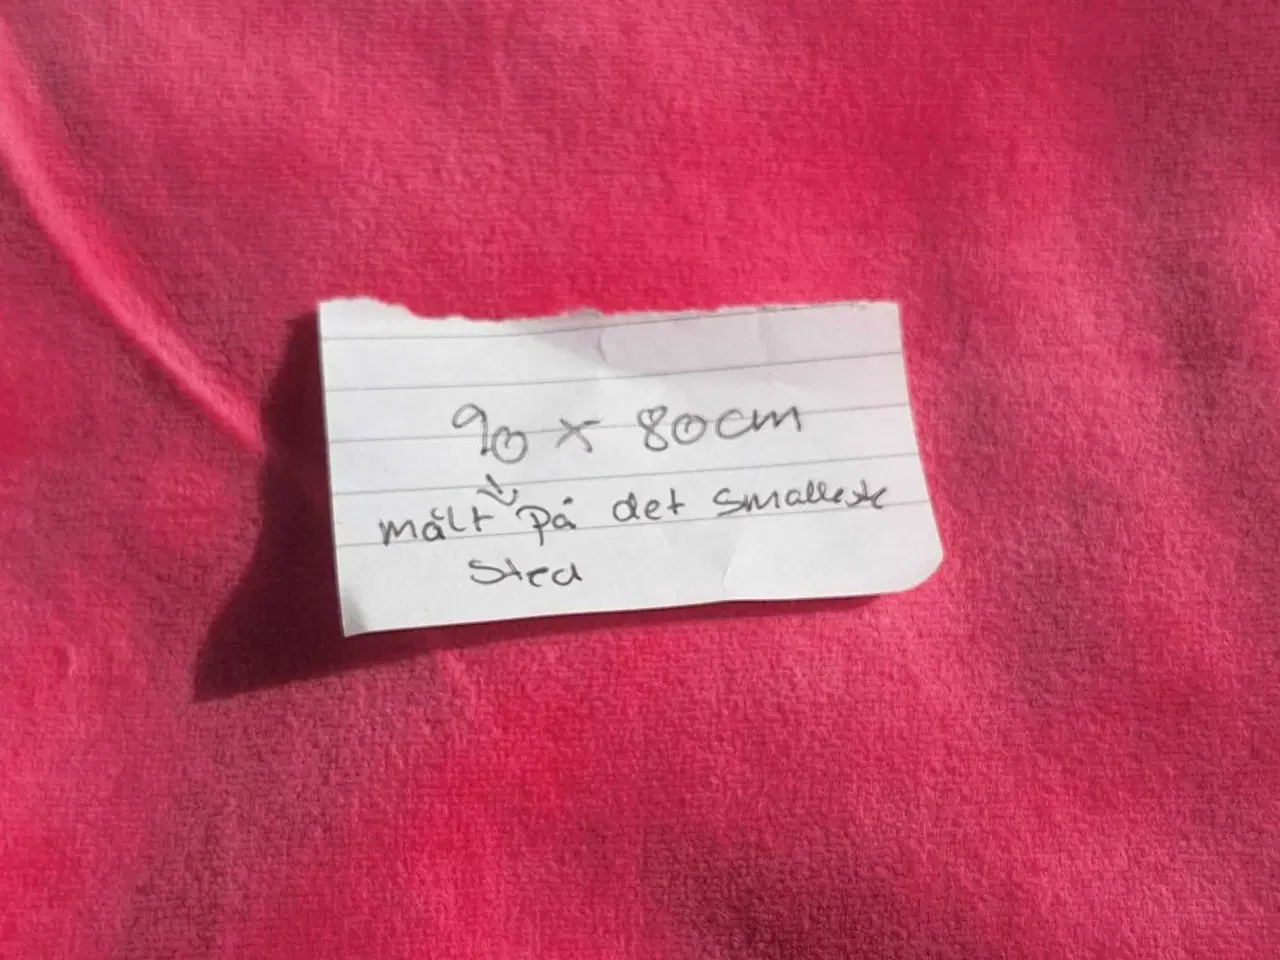 90 x 80cm
målt på det smalleste
sted